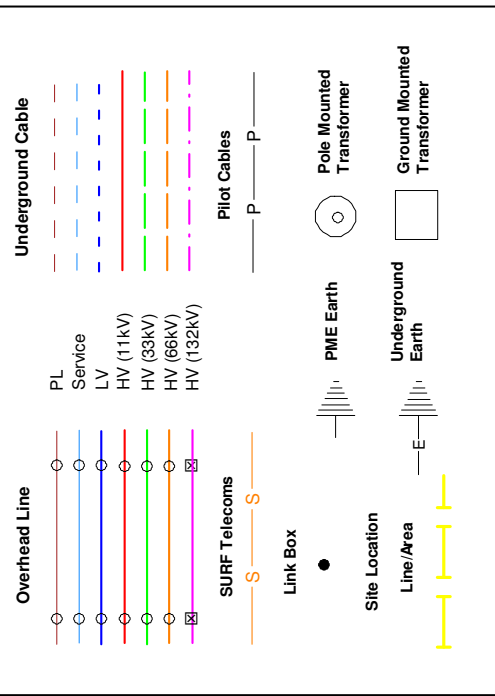 Overhead Line
Underground Cable
PL
Service
LV
HV (11kV)
HV (33kV)
HV (66kV)
HV (132kV)
SURF Telecoms
S
S
Pilot Cables
P
P
Link Box
PME Earth
Pole Mounted
Transformer
Site Location
Line/Area
E
Underground
Earth
Ground Mounted
Transformer